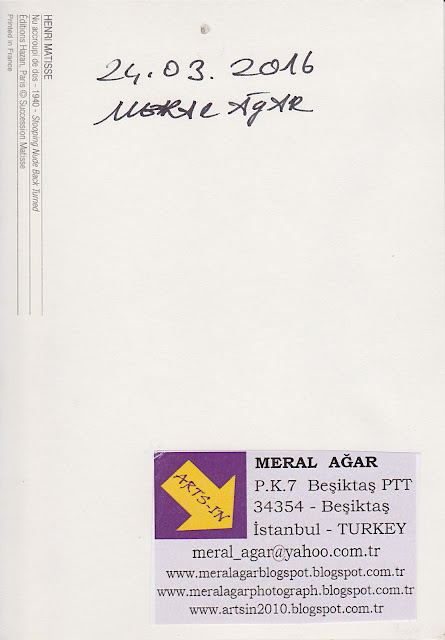 HENRI MATISSE
Nu accroupi de dos - 1940 - Stooping Nude Back Turned
Éditions Hazan, Paris © Succession Matisse
Printed in France
24.03.2016
MERAL AĞAR
ARTS-IN
MERAL AĞAR
P.K.7 Beşiktaş PTT
34354 - Beşiktaş
İstanbul - TURKEY
meral_agar@yahoo.com.tr
www.meralagarblogspot.blogspot.com.tr
www.meralagarphotograph.blogspot.com.tr
www.artsin2010.blogspot.com.tr